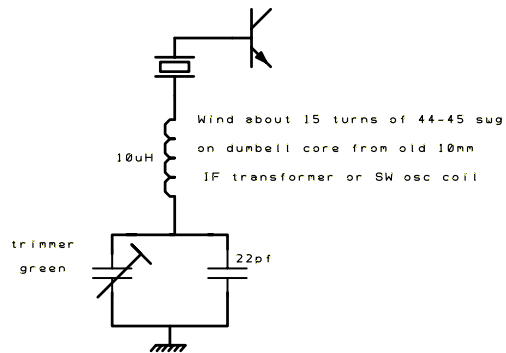 Wind about 15 turns of 44-45 swg
on dumbell core from old 10mm
IF transformer or SW osc coil
10uH
trimmer
green
22pf